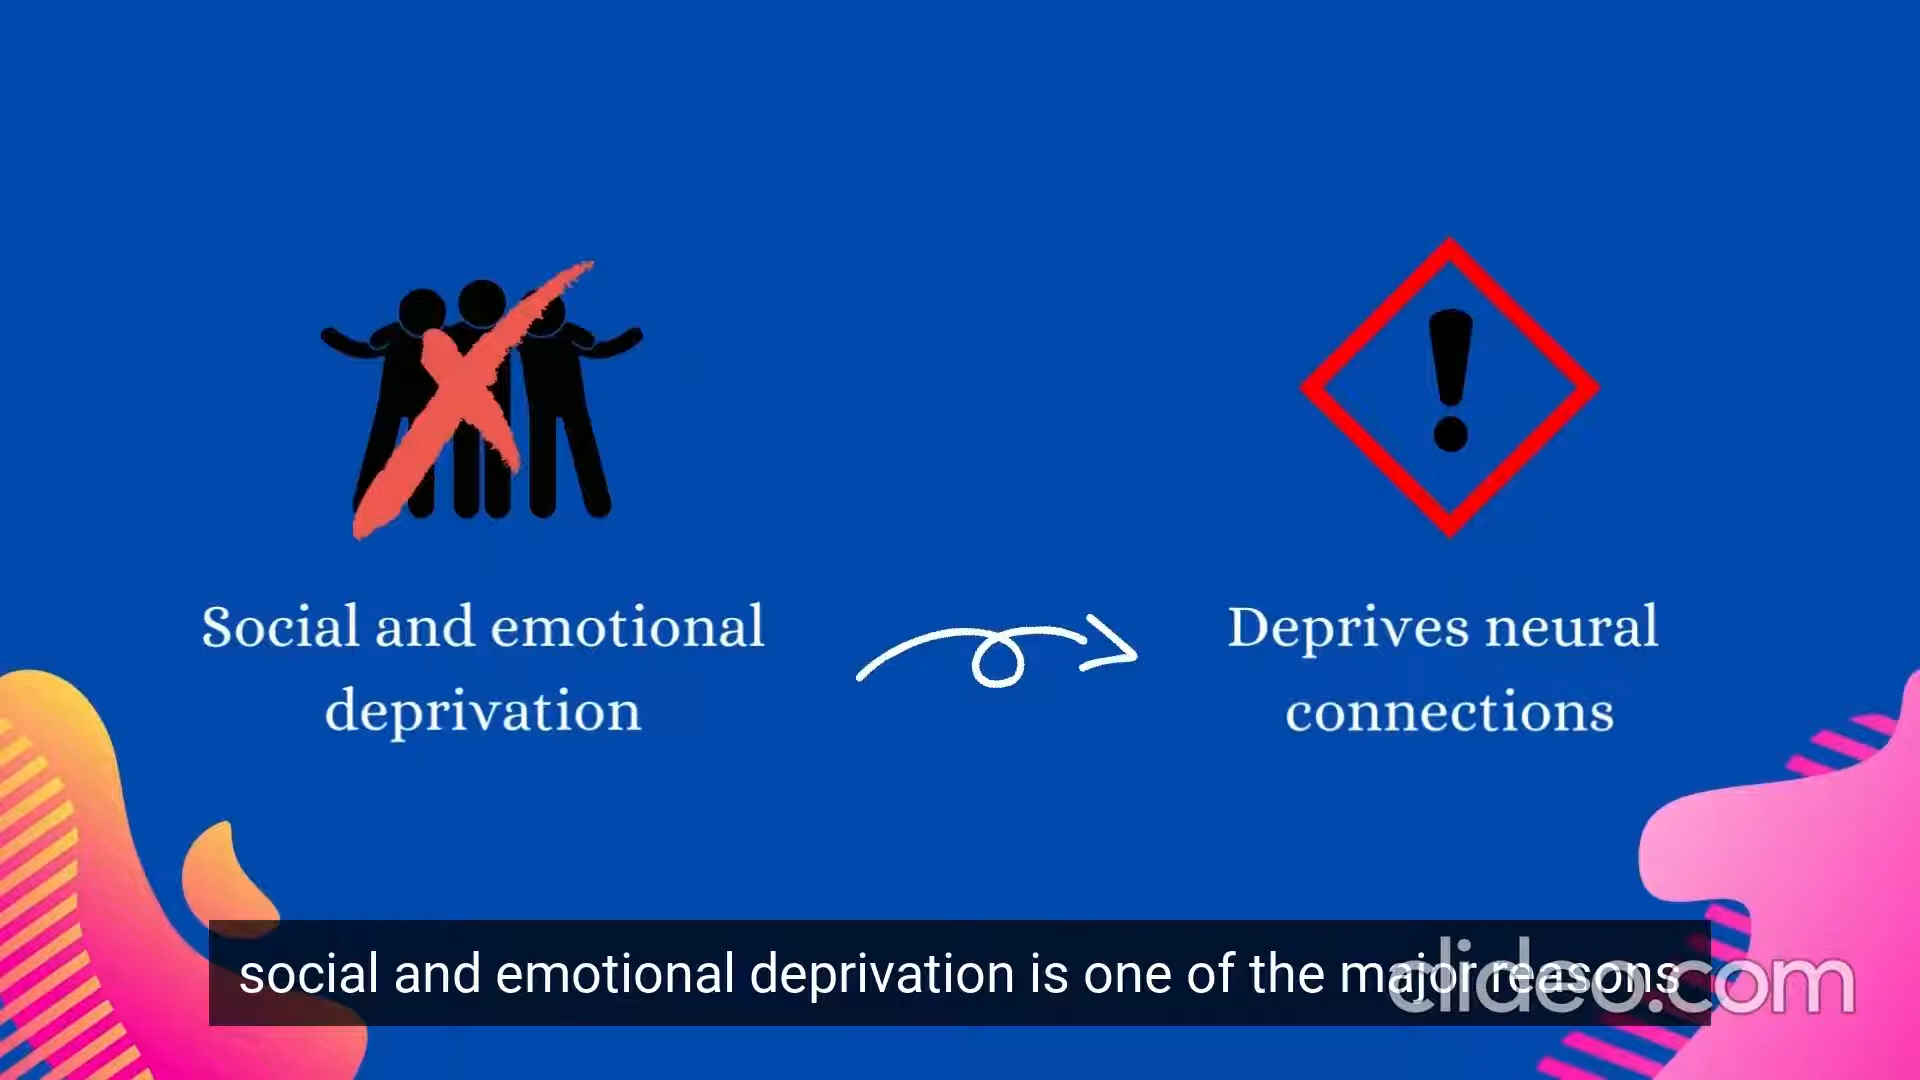 Social and emotional
deprivation
Deprives neural
connections
social and emotional deprivation is one of the major reasons
clideo.com